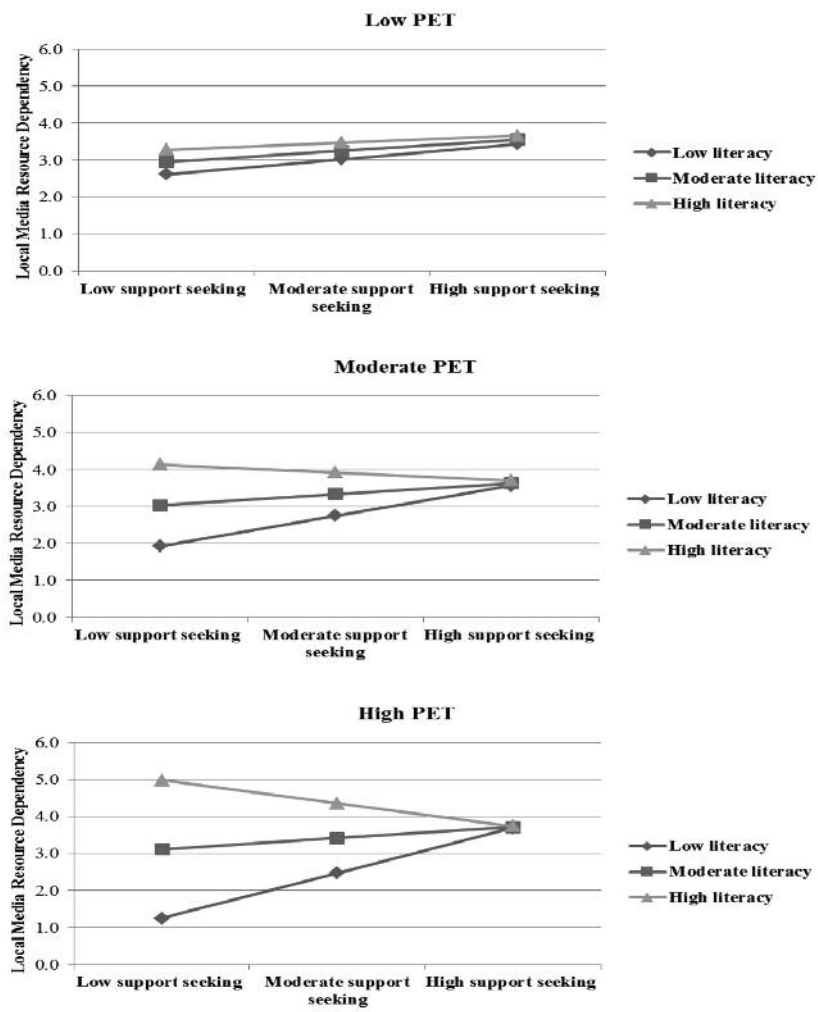 Low PET
Local Media Resource Dependency
6.0
5.0
4.0
3.0
2.0
1.0
0.0
Low support seeking
Moderate support
seeking
High support seeking
Low literacy
Moderate literacy
High literacy
Moderate PET
Local Media Resource Dependency
6.0
5.0
4.0
3.0
2.0
1.0
0.0
Low support seeking
Moderate support
seeking
High support seeking
Low literacy
Moderate literacy
High literacy
High PET
Local Media Resource Dependency
6.0
5.0
4.0
3.0
2.0
1.0
0.0
Low support seeking
Moderate support
seeking
High support seeking
Low literacy
Moderate literacy
High literacy